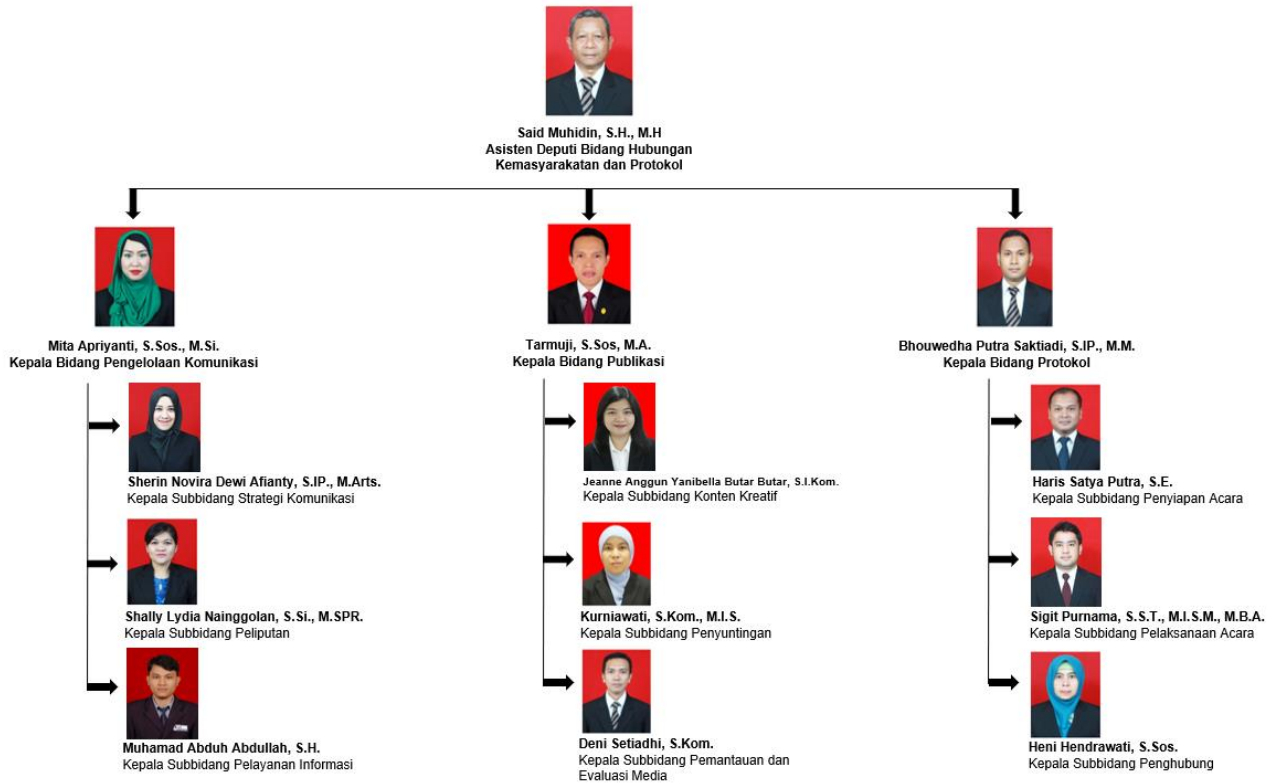 Said Muhidin, S.H., M.H
Asisten Deputi Bidang Hubungan
Kemasyarakatan dan Protokol
Mita Apriyanti, S.Sos., M.Si.
Kepala Bidang Pengelolaan Komunikasi
Sherin Novira Dewi Afianty, S.IP., M.Arts.
Kepala Subbidang Strategi Komunikasi
Shally Lydia Nainggolan, S.Si., M.SPR.
Kepala Subbidang Peliputan
Muhamad Abduh Abdullah, S.H.
Kepala Subbidang Pelayanan Informasi
Tarmuji, S.Sos, M.A.
Kepala Bidang Publikasi
Jeanne Anggun Yanibella Butar Butar, S.I.Kom.
Kepala Subbidang Konten Kreatif
Kurniawati, S.Kom., M.I.S.
Kepala Subbidang Penyuntingan
Deni Setiadhi, S.Kom.
Kepala Subbidang Pemantauan dan
Evaluasi Media
Bhouwedha Putra Saktiadi, S.IP., M.M.
Kepala Bidang Protokol
Haris Satya Putra, S.E.
Kepala Subbidang Penyiapan Acara
Sigit Purnama, S.S.T., M.I.S.M., M.B.A.
Kepala Subbidang Pelaksanaan Acara
Heni Hendrawati, S.Sos.
Kepala Subbidang Penghubung